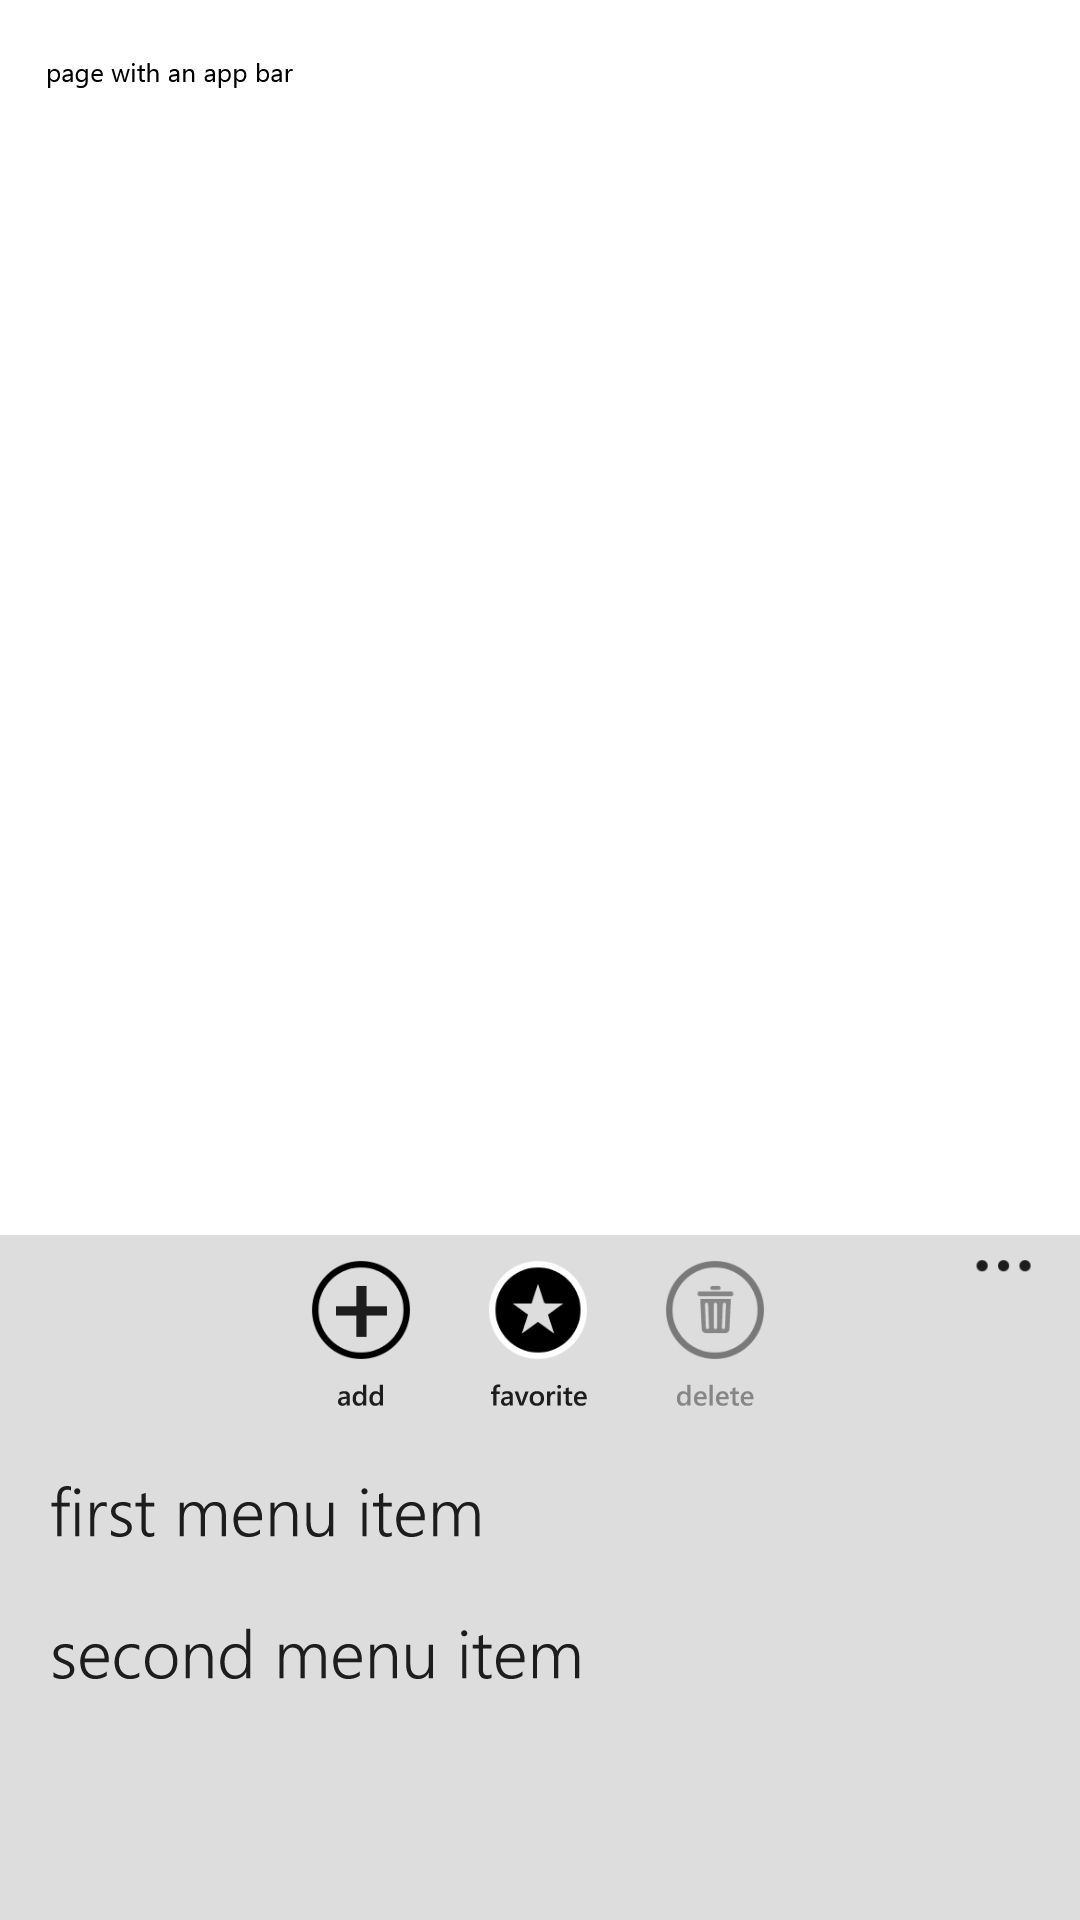 page with an app bar
add favorite delete
first menu item
second menu item